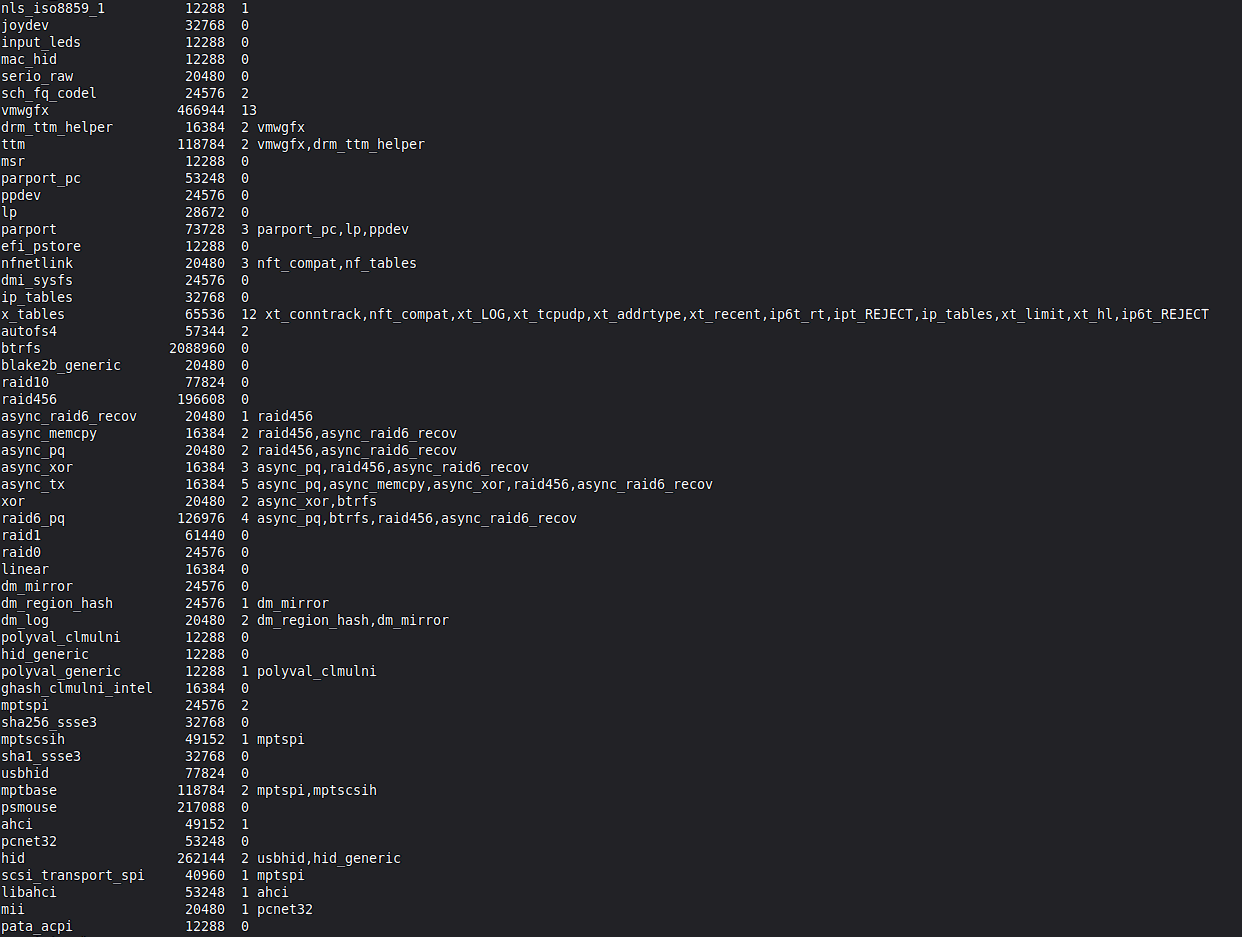 nls_iso8859_1          12288  1
joydev                 32768  0
input_leds             12288  0
mac_hid                12288  0
serio_raw              20480  0
sch_fq_codel           24576  2
vmwgfx                466944  13
drm_ttm_helper         16384  2 vmwgfx
ttm                   118784  2 vmwgfx,drm_ttm_helper
msr                    12288  0
parport_pc             53248  0
ppdev                  24576  0
lp                     28672  0
parport                73728  3 parport_pc,lp,ppdev
efi_pstore             12288  0
nfnetlink              20480  3 nft_compat,nf_tables
dmi_sysfs              24576  0
ip_tables              32768  0
x_tables               65536  12 xt_conntrack,nft_compat,xt_LOG,xt_tcpudp,xt_addrtype,xt_recent,ip6t_rt,ipt_REJECT,ip_tables,xt_limit,xt_hl,ip6t_REJECT
autofs4                57344  2
btrfs                2088960  0
blake2b_generic        20480  0
raid10                 77824  0
raid456               196608  0
async_raid6_recov      20480  1 raid456
async_memcpy           16384  2 raid456,async_raid6_recov
async_pq               20480  2 raid456,async_raid6_recov
async_xor              16384  3 async_pq,raid456,async_raid6_recov
async_tx               16384  5 async_pq,async_memcpy,async_xor,raid456,async_raid6_recov
xor                    20480  2 async_xor,btrfs
raid6_pq              126976  4 async_pq,btrfs,raid456,async_raid6_recov
raid1                  61440  0
raid0                  24576  0
linear                 16384  0
dm_mirror              24576  0
dm_region_hash         24576  1 dm_mirror
dm_log                 20480  2 dm_region_hash,dm_mirror
polyval_clmulni        12288  0
hid_generic            12288  0
polyval_generic        12288  1 polyval_clmulni
ghash_clmulni_intel    16384  0
mptspi                 24576  2
sha256_ssse3           32768  0
mptscsih               49152  1 mptspi
sha1_ssse3             32768  0
usbhid                 77824  0
mptbase               118784  2 mptspi,mptscsih
psmouse               217088  0
ahci                   49152  1
pcnet32                53248  0
hid                   262144  2 usbhid,hid_generic
scsi_transport_spi     40960  1 mptspi
libahci                53248  1 ahci
mii                    20480  1 pcnet32
pata_acpi              12288  0